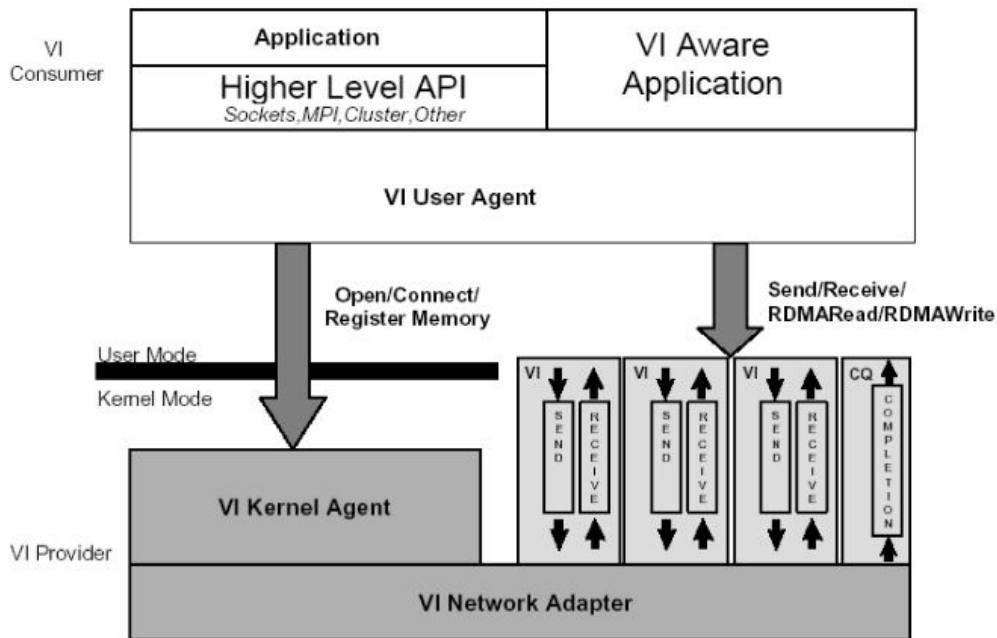 VI
Consumer
Application
Higher Level API
Sockets,MPI,Cluster,Other
VI Aware
Application
VI User Agent
Open/Connect/
Register Memory
Send/Receive/
RDMARead/RDMAWrite
User Mode
Kernel Mode
VI
SEND
RECEIVE
VI
SEND
RECEIVE
VI
SEND
RECEIVE
CQ
COMPLETION
VI Kernel Agent
VI Provider
VI Network Adapter